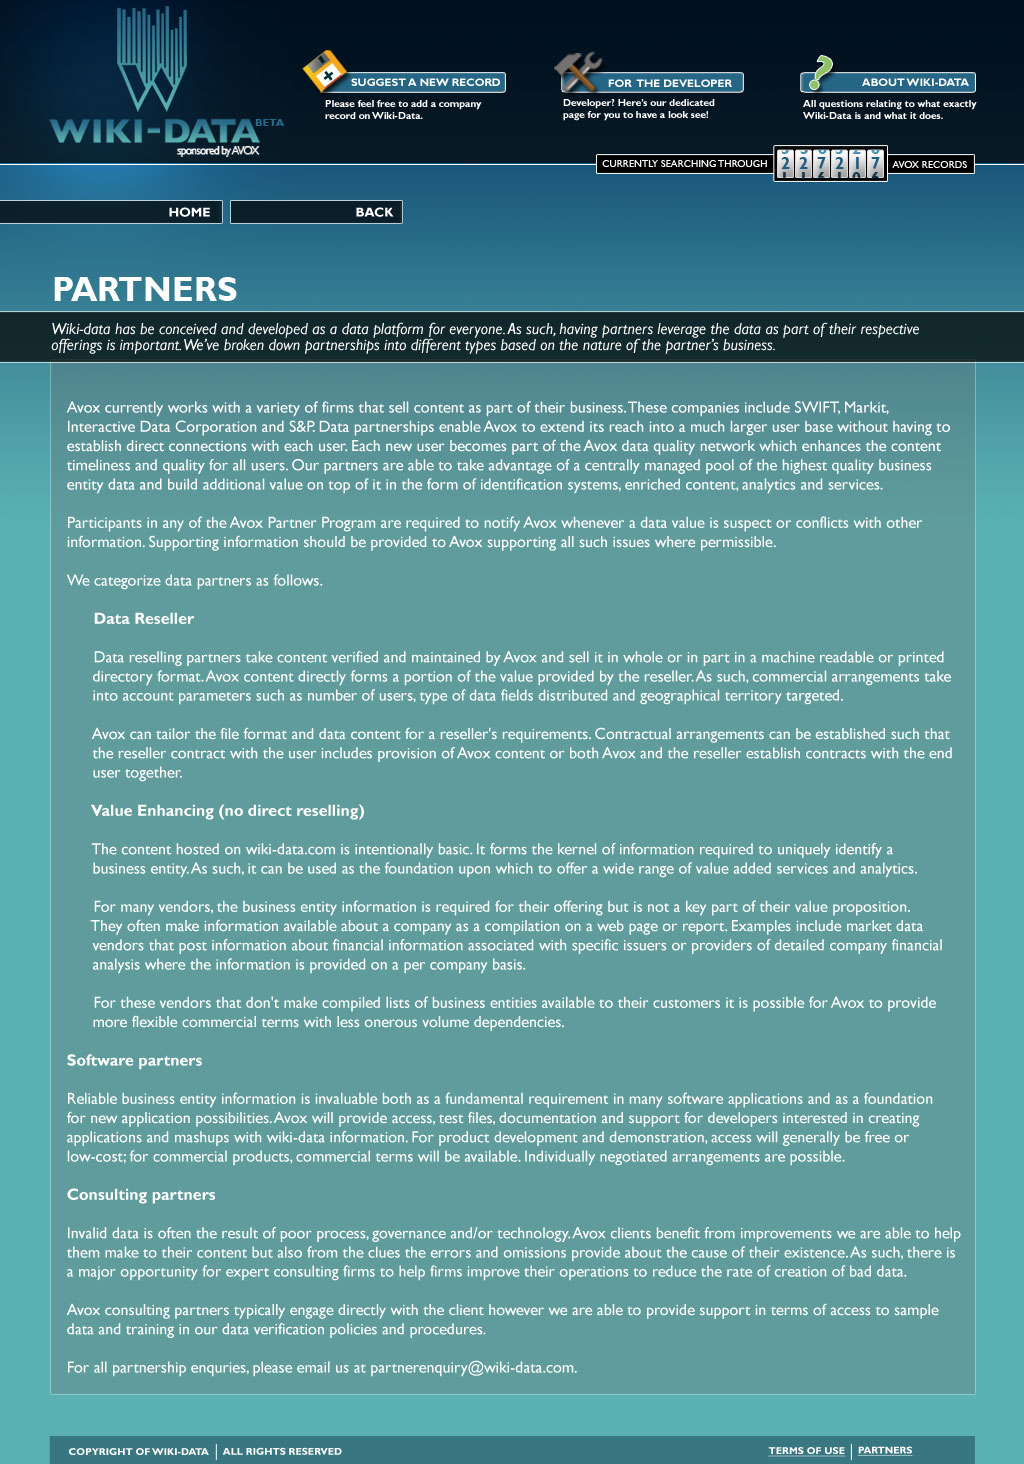 SUGGEST A NEW RECORD
Please feel free to add a company
record on Wiki-Data.
FOR THE DEVELOPER
Developer? Here's our dedicated
page for you to have a look see!
ABOUT WIKI-DATA
All questions relating to what exactly
Wiki-Data is and what it does.
WIKI-DATA BETA
sponsored by AVOX
CURRENTLY SEARCHING THROUGH
AVOX RECORDS
HOME
BACK
PARTNERS
Wiki-data has be conceived and developed as a data platform for everyone. As such, having partners leverage the data as part of their respective
offerings is important. We've broken down partnerships into different types based on the nature of the partner's business.
Avox currently works with a variety of firms that sell content as part of their business. These companies include SWIFT, Markit,
Interactive Data Corporation and S&P. Data partnerships enable Avox to extend its reach into a much larger user base without having to
establish direct connections with each user. Each new user becomes part of the Avox data quality network which enhances the content
timeliness and quality for all users. Our partners are able to take advantage of a centrally managed pool of the highest quality business
entity data and build additional value on top of it in the form of identification systems, enriched content, analytics and services.
Participants in any of the Avox Partner Program are required to notify Avox whenever a data value is suspect or conflicts with other
information. Supporting information should be provided to Avox supporting all such issues where permissible.
We categorize data partners as follows.
Data Reseller
Data reselling partners take content verified and maintained by Avox and sell it in whole or in part in a machine readable or printed
directory format. Avox content directly forms a portion of the value provided by the reseller. As such, commercial arrangements take
into account parameters such as number of users, type of data fields distributed and geographical territory targeted.
Avox can tailor the file format and data content for a reseller's requirements. Contractual arrangements can be established such that
the reseller contract with the user includes provision of Avox content or both Avox and the reseller establish contracts with the end
user together.
Value Enhancing (no direct reselling)
The content hosted on wiki-data.com is intentionally basic. It forms the kernel of information required to uniquely identify a
business entity. As such, it can be used as the foundation upon which to offer a wide range of value added services and analytics.
For many vendors, the business entity information is required for their offering but is not a key part of their value proposition.
They often make information available about a company as a compilation on a web page or report. Examples include market data
vendors that post information about financial information associated with specific issuers or providers of detailed company financial
analysis where the information is provided on a per company basis.
For these vendors that don't make compiled lists of business entities available to their customers it is possible for Avox to provide
more flexible commercial terms with less onerous volume dependencies.
Software partners
Reliable business entity information is invaluable both as a fundamental requirement in many software applications and as a foundation
for new application possibilities. Avox will provide access, test files, documentation and support for developers interested in creating
applications and mashups with wiki-data information. For product development and demonstration, access will generally be free or
low-cost; for commercial products, commercial terms will be available. Individually negotiated arrangements are possible.
Consulting partners
Invalid data is often the result of poor process, governance and/or technology. Avox clients benefit from improvements we are able to help
them make to their content but also from the clues the errors and omissions provide about the cause of their existence. As such, there is
a major opportunity for expert consulting firms to help firms improve their operations to reduce the rate of creation of bad data.
Avox consulting partners typically engage directly with the client however we are able to provide support in terms of access to sample
data and training in our data verification policies and procedures.
For all partnership enquries, please email us at partnerenquiry@wiki-data.com.
COPYRIGHT OF WIKI-DATA | ALL RIGHTS RESERVED
TERMS OF USE | PARTNERS